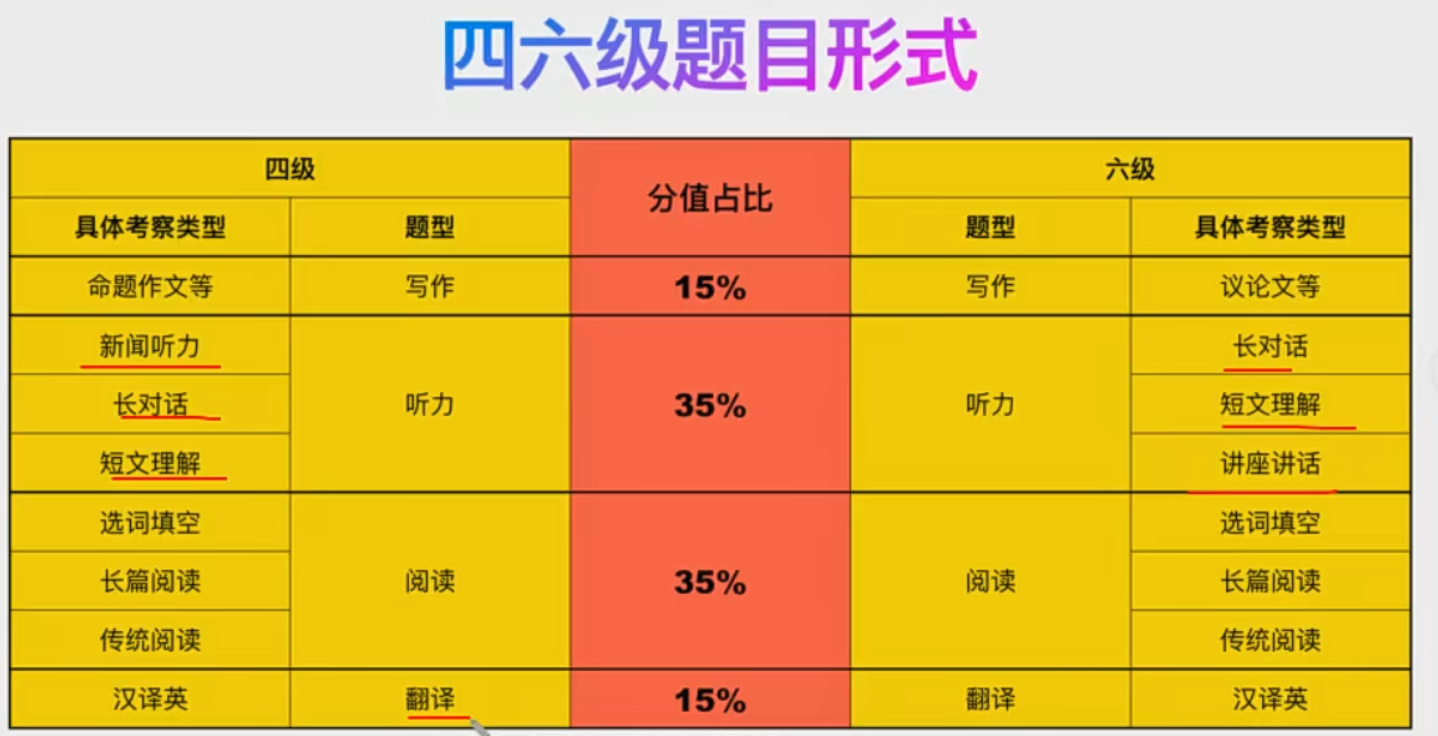 四六级题目形式
四级 分值占比 六级
具体考察类型 题型 题型 具体考察类型
命题作文等 写作 15% 写作 议论文等
新闻听力 长对话
长对话 听力 35% 听力 短文理解
短文理解 讲座讲话
选词填空 选词填空
长篇阅读 阅读 35% 阅读 长篇阅读
传统阅读 传统阅读
汉译英 翻译 15% 翻译 汉译英